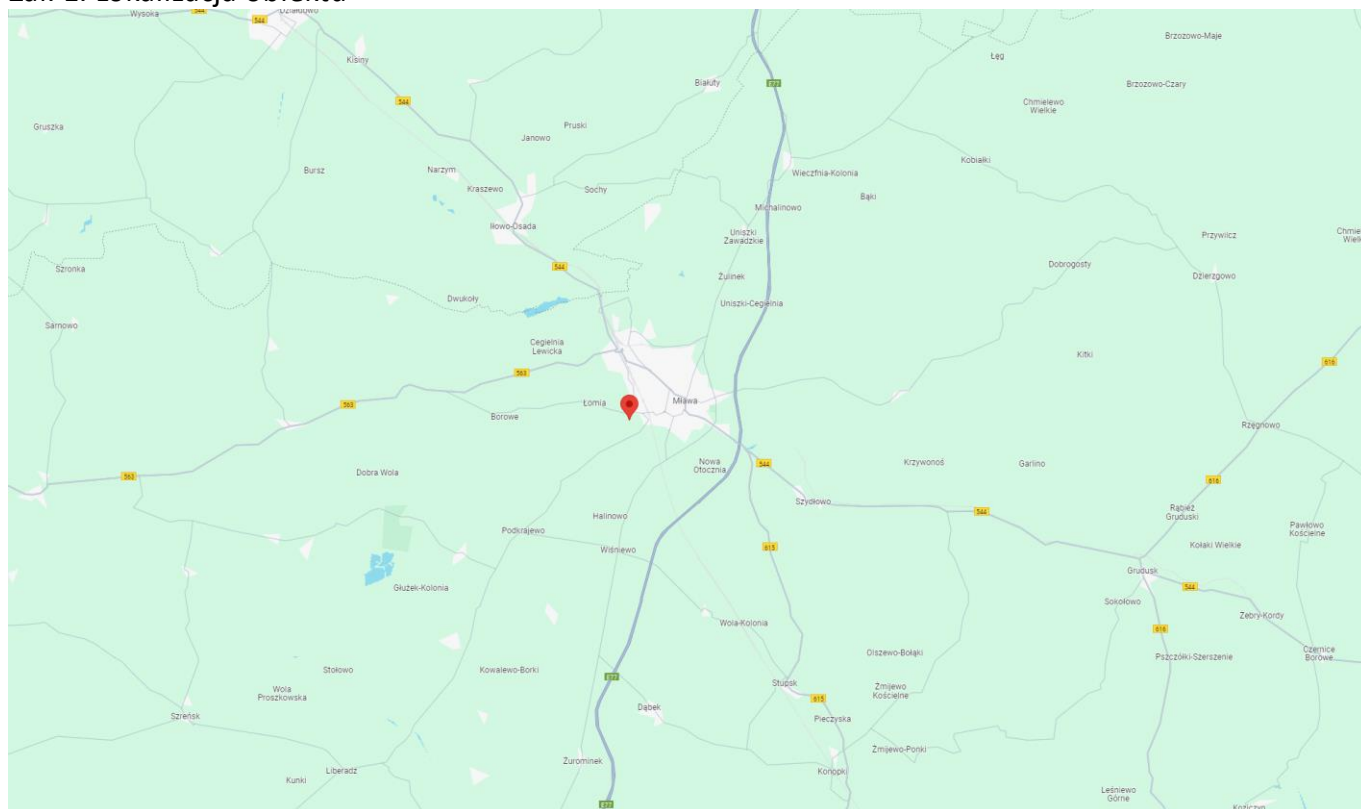 Wysoka
544
Działdowo
544
Kisiny
Brzozowo-Maje
Łęg
Białuty
E77
Brzozowo-Czary
544
Chmielewo
Wielkie
Gruszka
Pruski
Janowo
Kobiałki
Bursz
Narzym
Wieczfnia-Kolonia
Kraszewo
Sochy
Bąki
Michalinowo
Iłowo-Osada
Uniszki
Zawadzkie
Przywilcz
Szronka
544
Dobrogosty
Żulinek
Dzierzgowo
Dwukoły
Uniszki-Cegielnia
Sarnowo
Cegielnia
Lewicka
Kitki
616
563
563
Łomia
Mława
Borowe
Rzęgnowo
Dobra Wola
563
Nowa
Otocznia
544
Krzywonoś
Garlino
616
Szydłowo
Rąbież
Gruduski
544
Halinowo
Pawłowo
Kościelne
Podkrajewo
Wiśniewo
615
Kołaki Wielkie
Grudusk
Głużek-Kolonia
544
Sokołowo
Żebry-Kordy
Wola-Kolonia
616
Olszewo-Bołąki
Pszczółki-Szerszenie
Czernice
Borowe
Stołowo
Kowalewo-Borki
E77
Stupsk
Żmijewo
Kościelne
Wola
Proszkowska
615
Dąbek
Szreńsk
Pieczyska
Żmijewo-Ponki
Żurominek
Liberadz
Konopki
Kunki
Leśniewo
Górne
E77